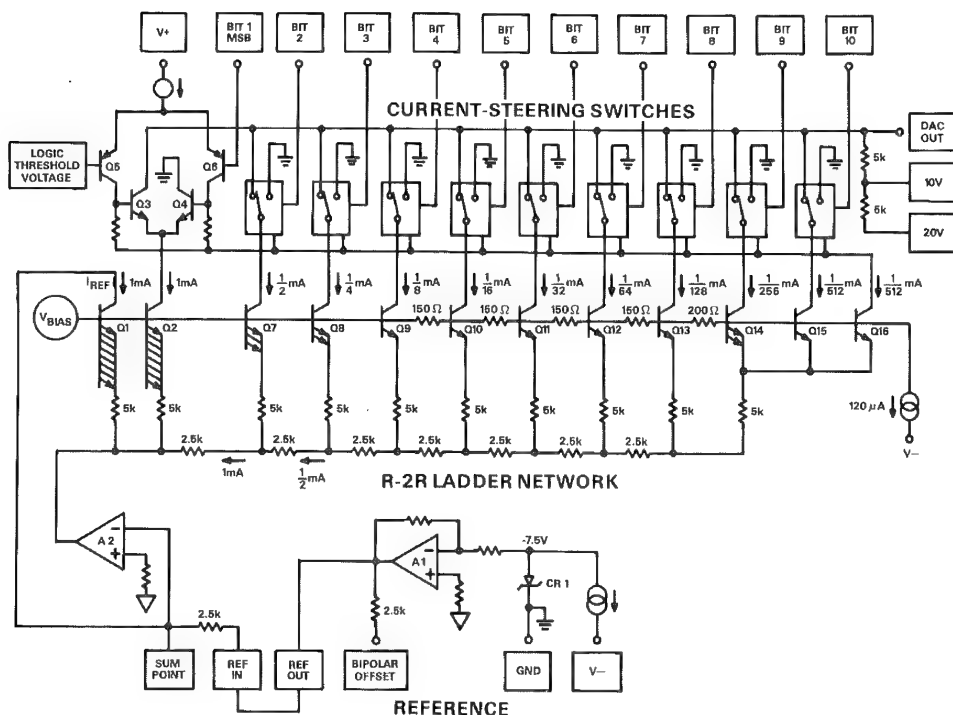 V+
BIT 1 MSB
BIT 2
BIT 3
BIT 4
BIT 5
BIT 6
BIT 7
BIT 8
BIT 9
BIT 10
CURRENT-STEERING SWITCHES
DAC OUT
LOGIC THRESHOLD VOLTAGE
Q5
Q6
Q3
Q4
5k
10V
5k
20V
IREF
1mA
1mA
1/2 mA
1/4 mA
1/8 mA
1/16 mA
1/32 mA
1/64 mA
1/128 mA
1/256 mA
1/512 mA
1/512 mA
VBIAS
150Ω
150Ω
150Ω
150Ω
200Ω
Q1
Q2
Q7
Q8
Q9
Q10
Q11
Q12
Q13
Q14
Q15
Q16
5k
5k
5k
5k
5k
5k
5k
5k
5k
5k
120 µA
V−
2.5k
2.5k
2.5k
2.5k
2.5k
2.5k
2.5k
1mA
1/2 mA
R-2R LADDER NETWORK
A2
−
+
A1
−
+
-7.5V
CR 1
2.5k
2.5k
SUM POINT
REF IN
REF OUT
BIPOLAR OFFSET
GND
V−
REFERENCE